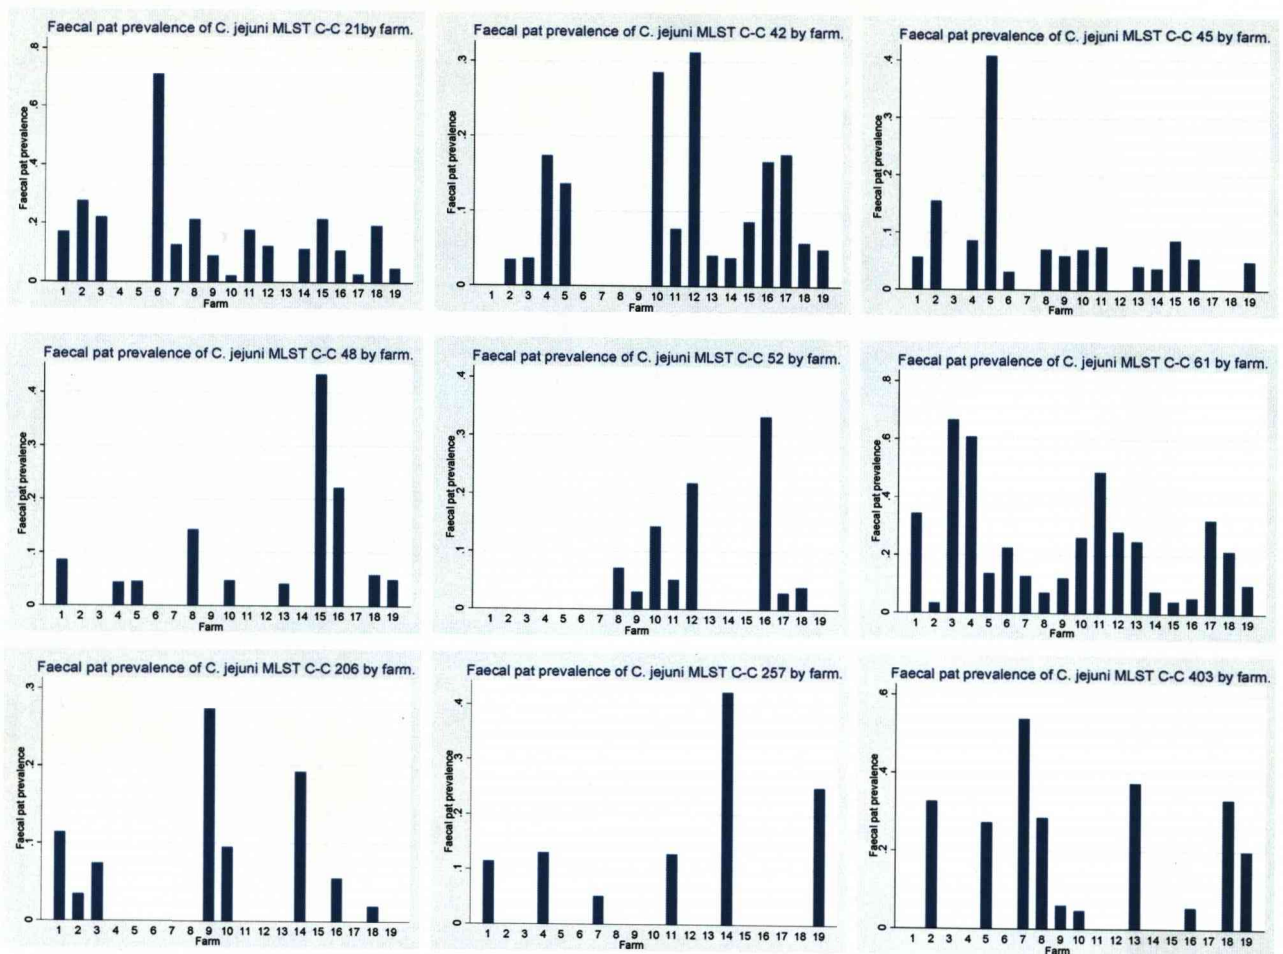 Faecal pat prevalence of C. jejuni MLST C-C 21by farm.
Faecal pat prevalence
.8
.6
.4
.2
0
1 2 3 4 5 6 7 8 9 10 11 12 13 14 15 16 17 18 19
Farm
Faecal pat prevalence of C. jejuni MLST C-C 42 by farm.
Faecal pat prevalence
.3
.2
.1
0
1 2 3 4 5 6 7 8 9 10 11 12 13 14 15 16 17 18 19
Farm
Faecal pat prevalence of C. jejuni MLST C-C 45 by farm.
Faecal pat prevalence
.4
.3
.2
.1
0
1 2 3 4 5 6 7 8 9 10 11 12 13 14 15 16 17 18 19
Farm
Faecal pat prevalence of C. jejuni MLST C-C 48 by farm.
Faecal pat prevalence
.4
.3
.2
.1
0
1 2 3 4 5 6 7 8 9 10 11 12 13 14 15 16 17 18 19
Farm
Faecal pat prevalence of C. jejuni MLST C-C 52 by farm.
Faecal pat prevalence
.4
.3
.2
.1
0
1 2 3 4 5 6 7 8 9 10 11 12 13 14 15 16 17 18 19
Farm
Faecal pat prevalence of C. jejuni MLST C-C 61 by farm.
Faecal pat prevalence
.8
.6
.4
.2
0
1 2 3 4 5 6 7 8 9 10 11 12 13 14 15 16 17 18 19
Farm
Faecal pat prevalence of C. jejuni MLST C-C 206 by farm.
Faecal pat prevalence
.3
.2
.1
0
1 2 3 4 5 6 7 8 9 10 11 12 13 14 15 16 17 18 19
Farm
Faecal pat prevalence of C. jejuni MLST C-C 257 by farm.
Faecal pat prevalence
.4
.3
.2
.1
0
1 2 3 4 5 6 7 8 9 10 11 12 13 14 15 16 17 18 19
Farm
Faecal pat prevalence of C. jejuni MLST C-C 403 by farm.
Faecal pat prevalence
.6
.4
.2
0
1 2 3 4 5 6 7 8 9 10 11 12 13 14 15 16 17 18 19
Farm